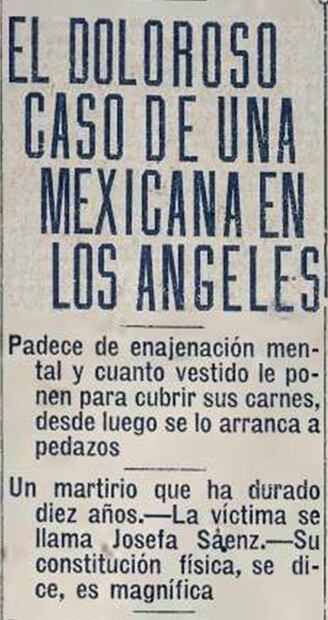 EL DOLOROSO
CASO DE UNA
MEXICANA EN
LOS ANGELES
Padece de enajenación men-
tal y cuanto vestido le po-
nen para cubrir sus carnes,
desde luego se lo arranca a
pedazos
Un martirio que ha durado
diez años.—La víctima se
llama Josefa Sáenz.—Su
constitución física, se di-
ce, es magnífica